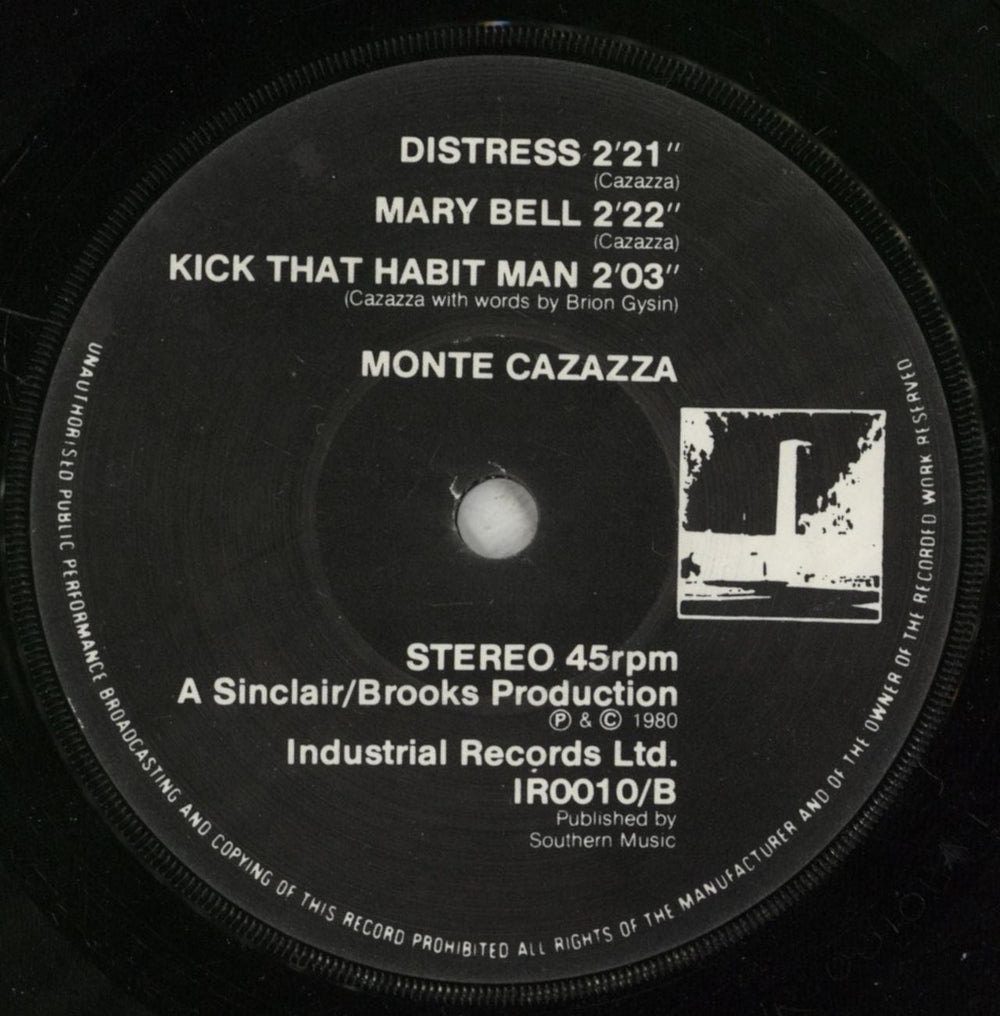 DISTRESS 2'21"
(Cazazza)
MARY BELL 2'22"
(Cazazza)
KICK THAT HABIT MAN 2'03"
(Cazazza with words by Brion Gysin)
MONTE CAZAZZA
STEREO 45rpm
A Sinclair/Brooks Production
Ⓟ & © 1980
Industrial Records Ltd.
IR0010/B
Published by
Southern Music
UNAUTHORISED PUBLIC PERFORMANCE BROADCASTING AND COPYING OF THIS RECORD PROHIBITED ALL RIGHTS OF THE MANUFACTURER AND OF THE OWNER OF THE RECORDED WORK RESERVED